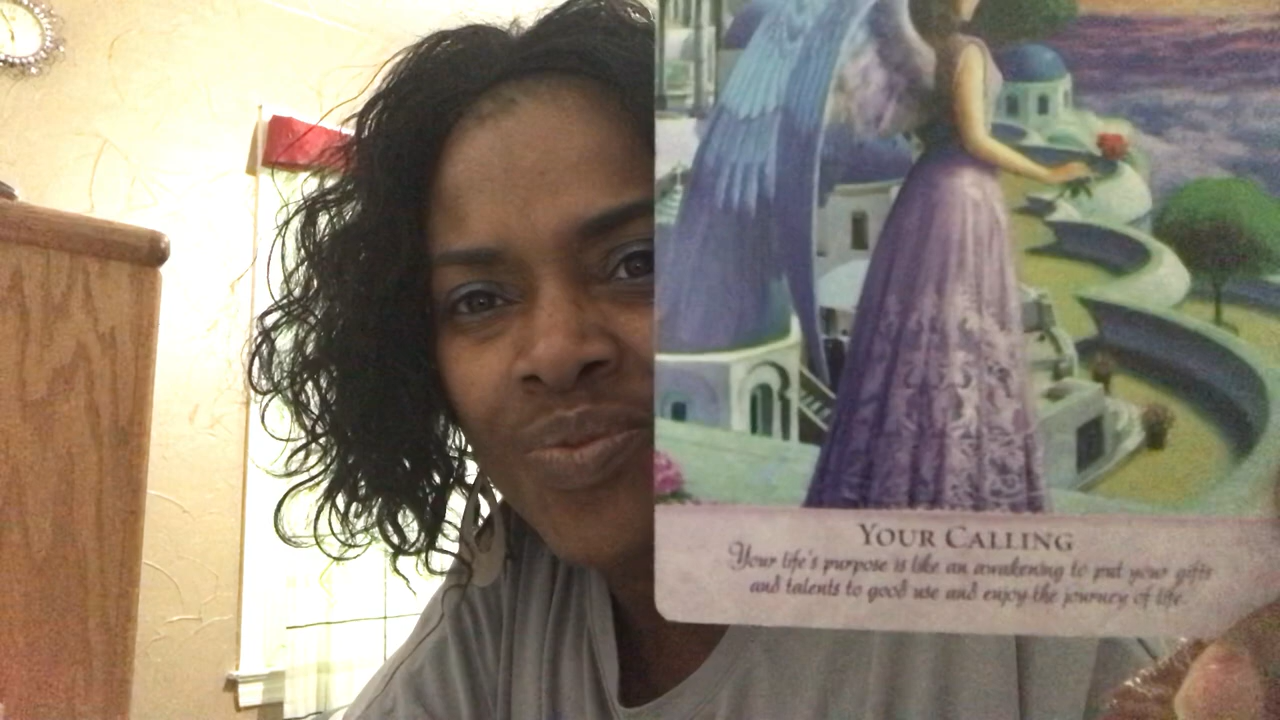 YOUR CALLING
Your life's purpose is like an awakening to put your gifts
and talents to good use and enjoy the journey of life.